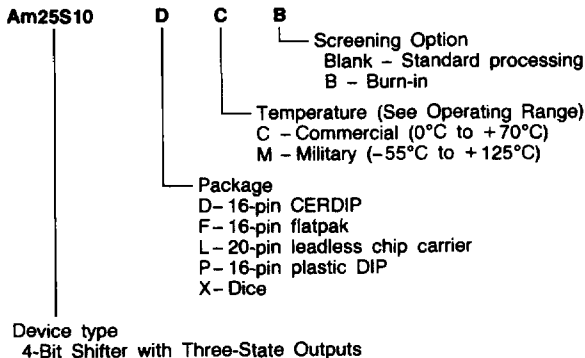 Am25S10 D C B
Screening Option
Blank – Standard processing
B – Burn-in
Temperature (See Operating Range)
C – Commercial (0°C to +70°C)
M – Military (–55°C to +125°C)
Package
D – 16-pin CERDIP
F – 16-pin flatpak
L – 20-pin leadless chip carrier
P – 16-pin plastic DIP
X – Dice
Device type
4-Bit Shifter with Three-State Outputs